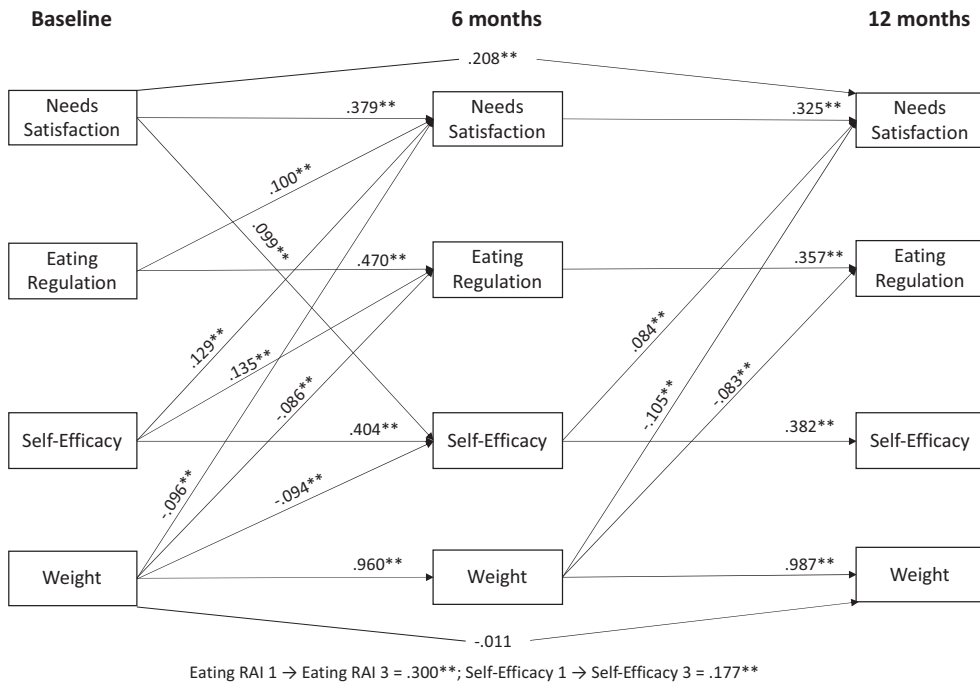 Baseline 6 months 12 months
.208**
Needs Satisfaction
.379**
Needs Satisfaction
.325**
Needs Satisfaction
.100**
.099**
Eating Regulation
.470**
Eating Regulation
.357**
Eating Regulation
.129**
.135**
-.086**
.084**
-.105**
-.083**
Self-Efficacy
.404**
Self-Efficacy
.382**
Self-Efficacy
-.096**
-.094**
Weight
.960**
Weight
.987**
Weight
-.011
Eating RAI 1 → Eating RAI 3 = .300**; Self-Efficacy 1 → Self-Efficacy 3 = .177**